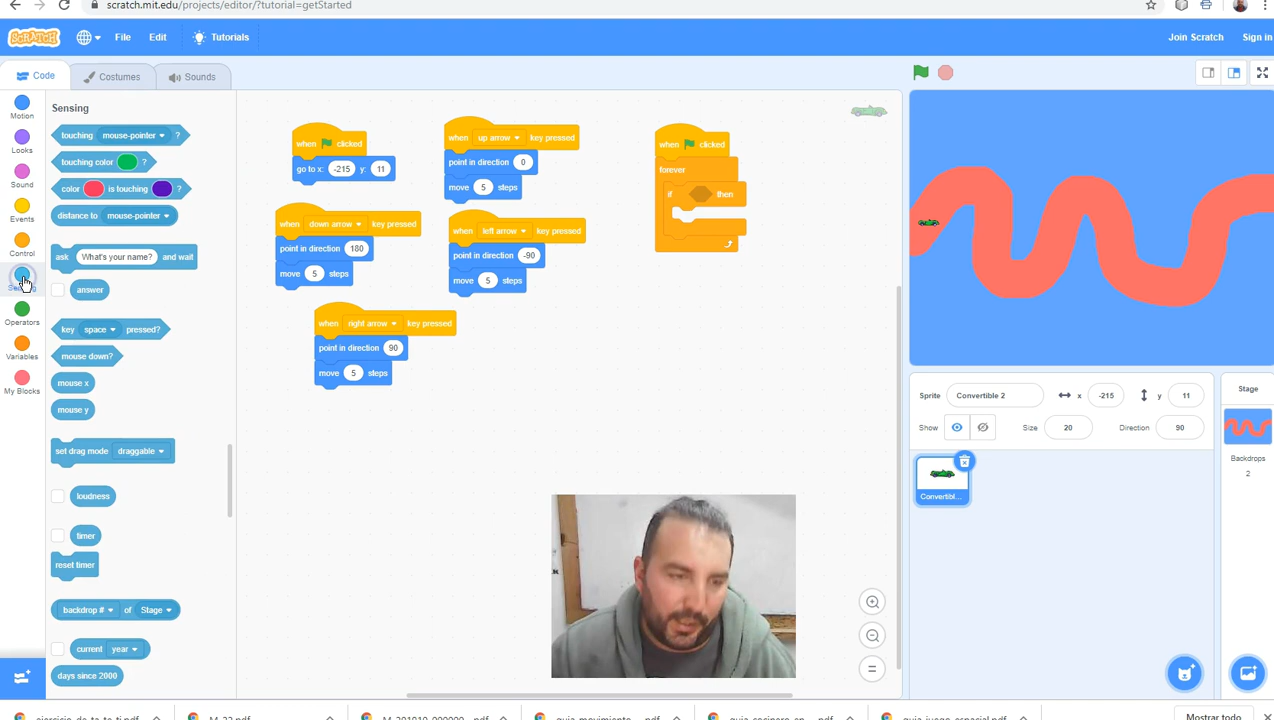 scratch.mit.edu/projects/editor/?tutorial=getStarted
SCRATCH
File
Edit
Tutorials
Join Scratch
Sign in
Code
Costumes
Sounds
Motion
Looks
Sound
Events
Control
Operators
Variables
My Blocks
Sensing
touching mouse-pointer ?
touching color ?
color is touching ?
distance to mouse-pointer
ask What's your name? and wait
answer
key space pressed?
mouse down?
mouse x
mouse y
set drag mode draggable
loudness
timer
reset timer
backdrop # of Stage
current year
days since 2000
when clicked
go to x: -215 y: 11
when up arrow key pressed
point in direction 0
move 5 steps
when down arrow key pressed
point in direction 180
move 5 steps
when left arrow key pressed
point in direction -90
move 5 steps
when right arrow key pressed
point in direction 90
move 5 steps
when clicked
forever
if then
Sprite Convertible 2 x -215 y 11
Show Size 20 Direction 90
Convertibl...
Stage
Backdrops
2
ejercicio_de_ta_te_ti.pdf
guia_juego_espacial.pdf
Mostrar todo